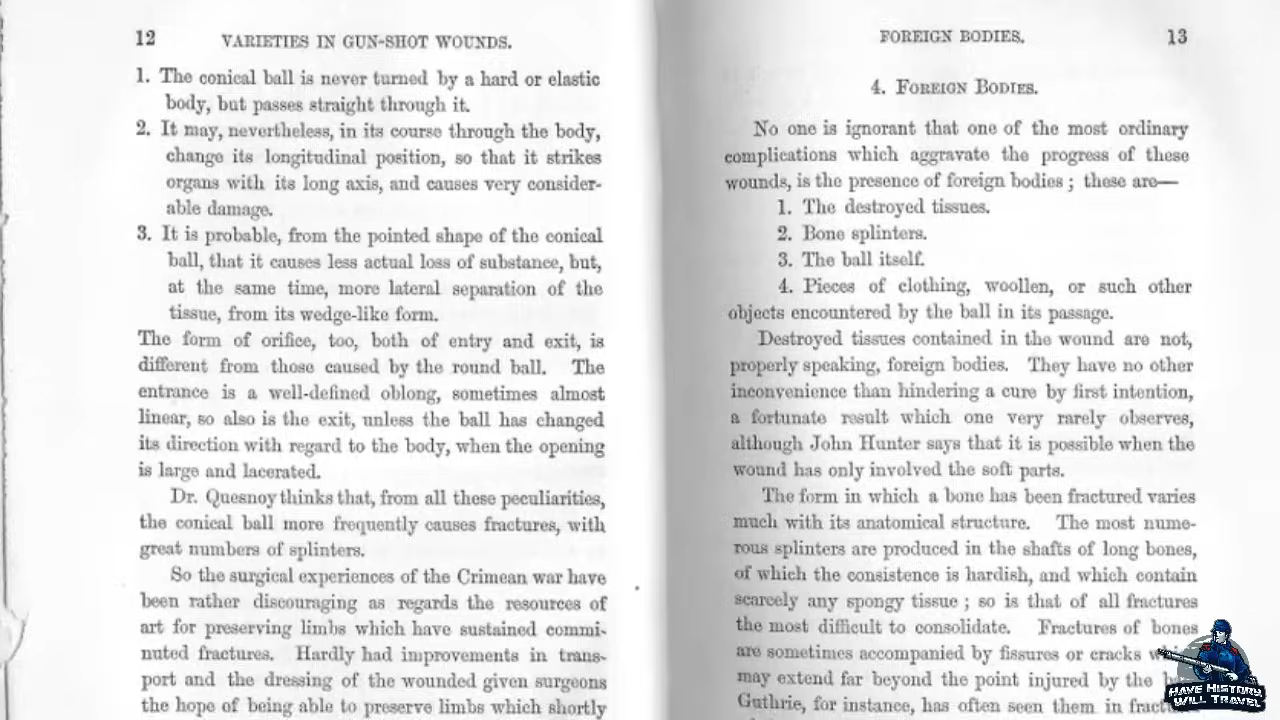 12 VARIETIES IN GUN-SHOT WOUNDS.
1. The conical ball is never turned by a hard or elastic
body, but passes straight through it.
2. It may, nevertheless, in its course through the body,
change its longitudinal position, so that it strikes
organs with its long axis, and causes very consider-
able damage.
3. It is probable, from the pointed shape of the conical
ball, that it causes less actual loss of substance, but,
at the same time, more lateral separation of the
tissue, from its wedge-like form.
The form of orifice, too, both of entry and exit, is
different from those caused by the round ball. The
entrance is a well-defined oblong, sometimes almost
linear, so also is the exit, unless the ball has changed
its direction with regard to the body, when the opening
is large and lacerated.
Dr. Quesnoy thinks that, from all these peculiarities,
the conical ball more frequently causes fractures, with
great numbers of splinters.
So the surgical experiences of the Crimean war have
been rather discouraging as regards the resources of
art for preserving limbs which have sustained commi-
nuted fractures. Hardly had improvements in trans-
port and the dressing of the wounded given surgeons
the hope of being able to preserve limbs which shortly
FOREIGN BODIES. 13
4. FOREIGN BODIES.
No one is ignorant that one of the most ordinary
complications which aggravate the progress of these
wounds, is the presence of foreign bodies ; these are—
1. The destroyed tissues.
2. Bone splinters.
3. The ball itself.
4. Pieces of clothing, woollen, or such other
objects encountered by the ball in its passage.
Destroyed tissues contained in the wound are not,
properly speaking, foreign bodies. They have no other
inconvenience than hindering a cure by first intention,
a fortunate result which one very rarely observes,
although John Hunter says that it is possible when the
wound has only involved the soft parts.
The form in which a bone has been fractured varies
much with its anatomical structure. The most nume-
rous splinters are produced in the shafts of long bones,
of which the consistence is hardish, and which contain
scarcely any spongy tissue ; so is that of all fractures
the most difficult to consolidate. Fractures of bones
are sometimes accompanied by fissures or cracks
may extend far beyond the point injured by the
Guthrie, for instance, has often seen them in
HAVE HISTORY
WILL TRAVEL